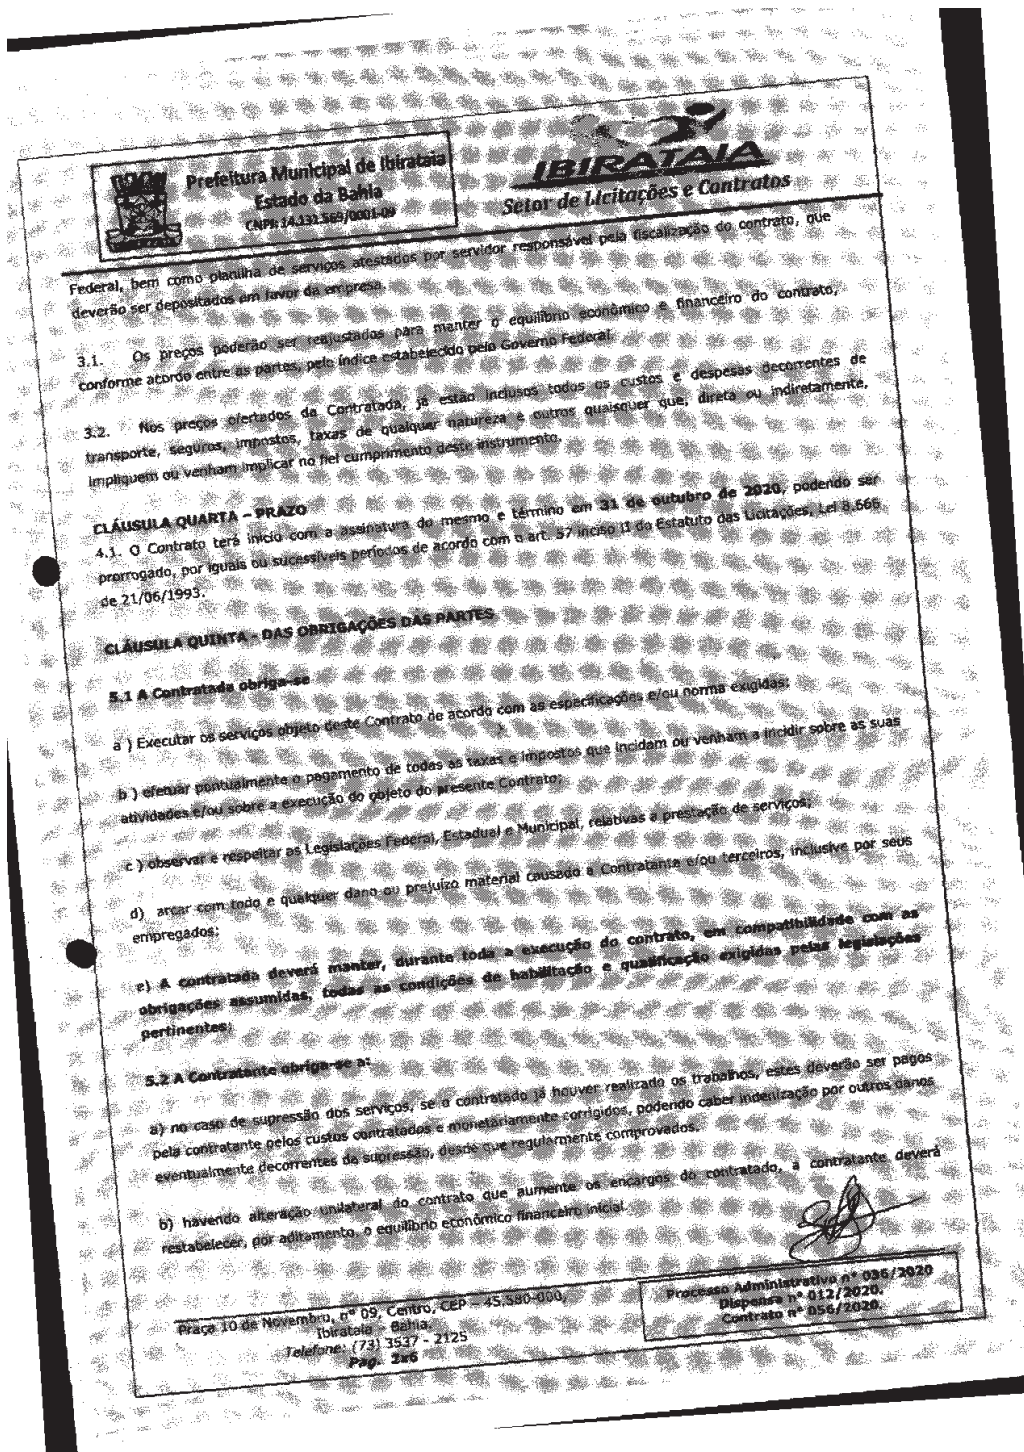 Prefeitura Municipal de Ibirataia
Estado da Bahia
CNPJ: 14.131.569/0001-09
IBIRATAIA
Setor de Licitações e Contratos
Federal, bem como planilha de serviços atestados por servidor responsável pela fiscalização do contrato, que
deverão ser depositados em favor da empresa.
3.1. Os preços poderão ser reajustados para manter o equilíbrio econômico e financeiro do contrato,
conforme acordo entre as partes, pelo índice estabelecido pelo Governo Federal.
3.2. Nos preços ofertados da Contratada, já estão inclusos todos os custos e despesas decorrentes de
transporte, seguros, impostos, taxas de qualquer natureza e outros quaisquer que, direta ou indiretamente,
impliquem ou venham implicar no fiel cumprimento deste instrumento.
CLÁUSULA QUARTA – PRAZO
4.1. O Contrato terá início com a assinatura do mesmo e término em 31 de outubro de 2020, podendo ser
prorrogado, por iguais ou sucessíveis períodos de acordo com o art. 57 inciso II do Estatuto das Licitações, Lei 8.666
de 21/06/1993.
CLÁUSULA QUINTA - DAS OBRIGAÇÕES DAS PARTES
5.1 A Contratada obriga-se
a ) Executar os serviços objeto deste Contrato de acordo com as especificações e/ou norma exigidas;
b ) efetuar pontualmente o pagamento de todas as taxas e impostos que incidam ou venham a incidir sobre as suas
atividades e/ou sobre a execução do objeto do presente Contrato;
c ) observar e respeitar as Legislações Federal, Estadual e Municipal, relativas a prestação de serviços;
d) arcar com todo e qualquer dano ou prejuízo material causado a Contratante e/ou terceiros, inclusive por seus
empregados;
e) A contratada deverá manter, durante toda a execução do contrato, em compatibilidade com as
obrigações assumidas, todas as condições de habilitação e qualificação exigidas pelas legislações
pertinentes;
5.2 A Contratante obriga-se a:
a) no caso de supressão dos serviços, se o contratado já houver realizado os trabalhos, estes deverão ser pagos
pela contratante pelos custos contratados e monetariamente corrigidos, podendo caber indenização por outros danos
eventualmente decorrentes da supressão, desde que regularmente comprovados.
b) havendo alteração unilateral do contrato que aumente os encargos do contratado, a contratante deverá
restabelecer, por aditamento, o equilíbrio econômico financeiro inicial.
Praça 10 de Novembro, nº 09, Centro, CEP - 45.580-000,
Ibirataia - Bahia.
Telefone: (73) 3537 - 2125
Pag. 2x6
Processo Administrativo nº 036/2020
Dispensa nº 012/2020.
Contrato nº 056/2020.